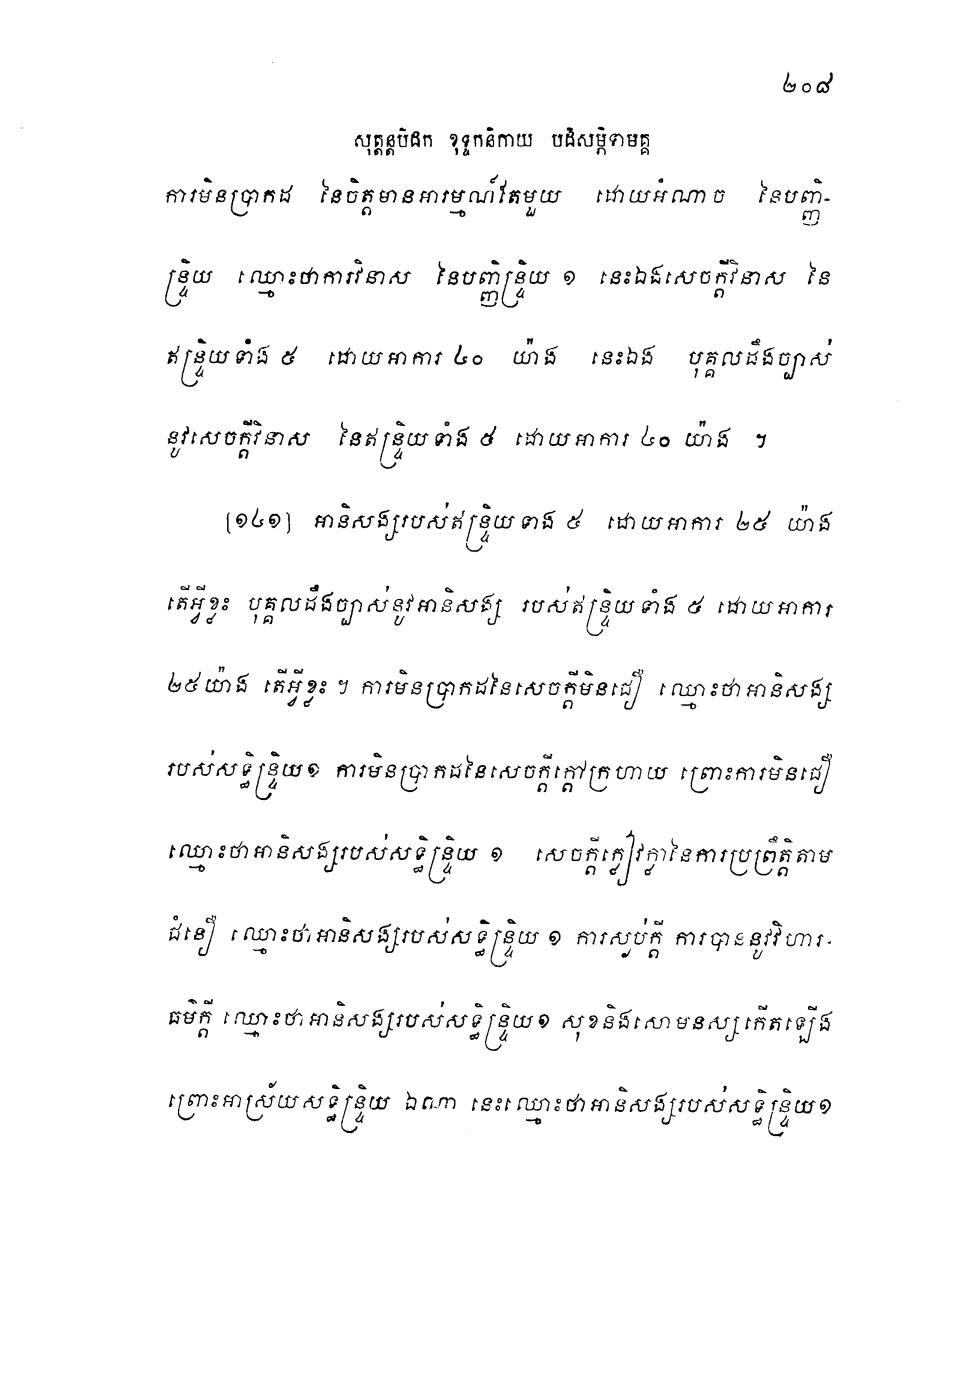 ២០៨
សុត្តន្តបិដក ខុទ្ទកនិកាយ បដិសម្ភិទាមគ្គ
ការមិនប្រាកដ នៃចិត្តមានអារម្មណ៍តែមួយ ដោយអំណាច នៃបញ្ញិ-
ន្ទ្រិយ ឈ្មោះថាការវិនាស នៃបញ្ញិន្ទ្រិយ ១ នេះឯងសេចក្តីវិនាស នៃ
ឥន្ទ្រិយទាំង ៥ ដោយអាការ ៤០ យ៉ាង នេះឯង បុគ្គលដឹងច្បាស់
នូវសេចក្តីវិនាស នៃឥន្ទ្រិយទាំង ៥ ដោយអាការ ៤០ យ៉ាង ។
[១៤១] អានិសង្សរបស់ឥន្ទ្រិយទាង ៥ ដោយអាការ ២៥ យ៉ាង
តើអ្វីខ្លះ បុគ្គលដឹងច្បាស់នូវអានិសង្ស របស់ឥន្ទ្រិយទាំង ៥ ដោយអាការ
២៥យ៉ាង តើអ្វីខ្លះ ។ ការមិនប្រាកដនៃសេចក្តីមិនជឿ ឈ្មោះថាអានិសង្ស
របស់សទ្ធិន្ទ្រិយ១ ការមិនប្រាកដនៃសេចក្តីក្តៅក្រហាយ ព្រោះការមិនជឿ
ឈ្មោះថាអានិសង្សរបស់សទ្ធិន្ទ្រិយ ១ សេចក្តីក្លៀវក្លានៃការប្រព្រឹត្តិតាម
ជំនឿ ឈ្មោះថាអានិសង្សរបស់សទ្ធិន្ទ្រិយ ១ ការស្ងប់ក្តី ការបាននូវវិហារ-
ធម៌ក្តី ឈ្មោះថាអានិសង្សរបស់សទ្ធិន្ទ្រិយ១ សុខនិងសោមនស្សកើតឡើង
ព្រោះអាស្រ័យសទ្ធិន្ទ្រិយ ឯណា នេះឈ្មោះថាអានិសង្សរបស់សទ្ធិន្ទ្រិយ១